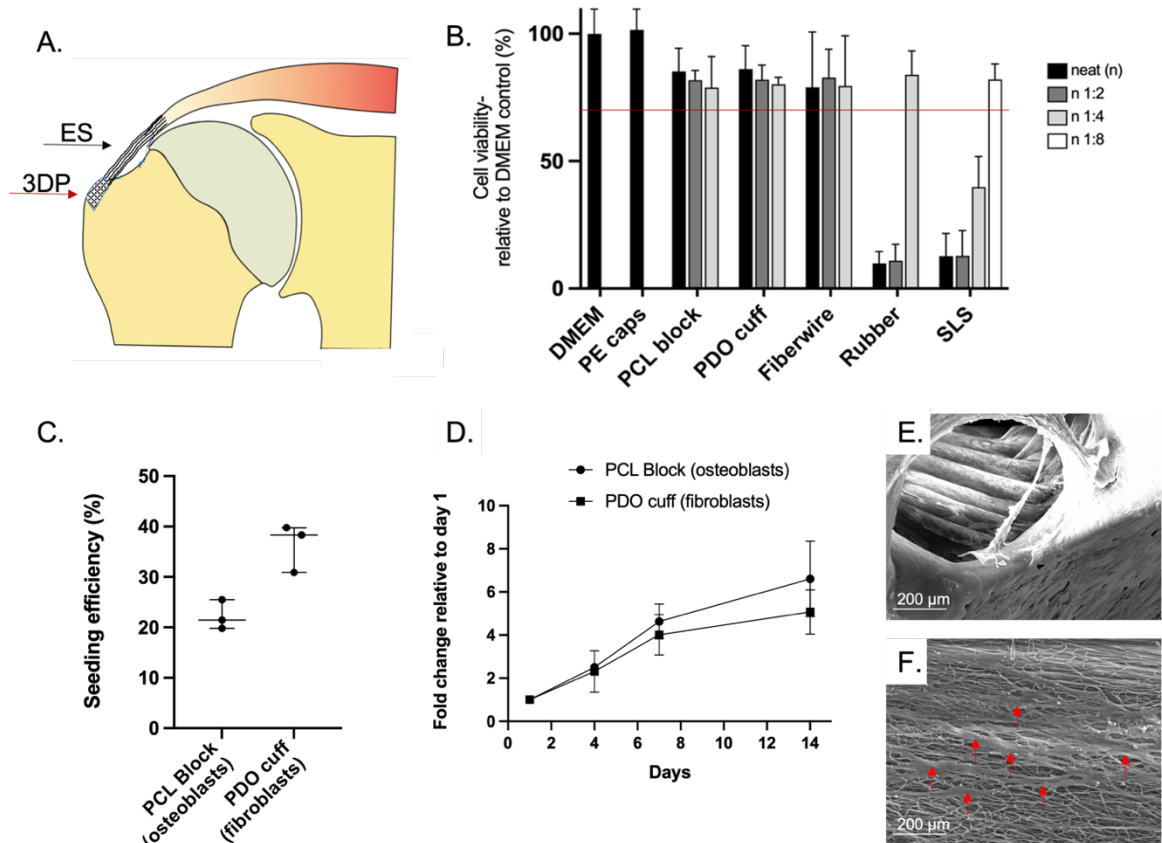 A.
ES
3DP
B.
Cell viability-
relative to DMEM control (%)
100
50
0
DMEM
PE caps
PCL block
PDO cuff
Fiberwire
Rubber
SLS
neat (n)
n 1:2
n 1:4
n 1:8
C.
Seeding efficiency (%)
50
40
30
20
10
0
PCL Block
(osteoblasts)
PDO cuff
(fibroblasts)
D.
PCL Block (osteoblasts)
PDO cuff (fibroblasts)
Fold change relative to day 1
10
8
6
4
2
0
0 2 4 6 8 10 12 14
Days
E.
200 µm
F.
200 µm